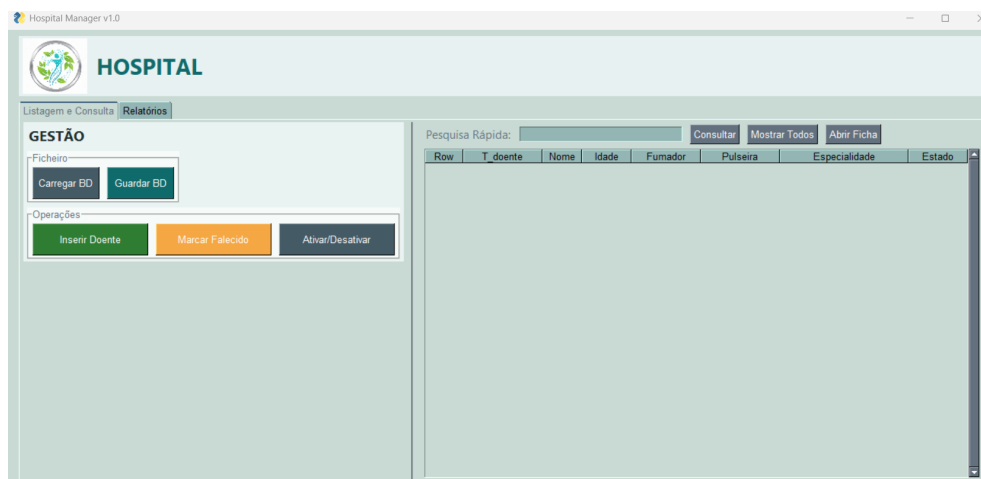 Hospital Manager v1.0
HOSPITAL
Listagem e Consulta Relatórios
GESTÃO
Ficheiro
Carregar BD Guardar BD
Operações
Inserir Doente Marcar Falecido Ativar/Desativar
Pesquisa Rápida: Consultar Mostrar Todos Abrir Ficha
Row T_doente Nome Idade Fumador Pulseira Especialidade Estado